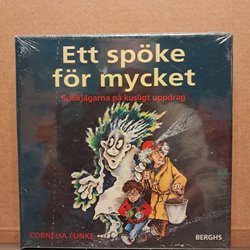 Ett spöke
för mycket
Spökjägarna på kusligt uppdrag
CORNELIA FUNKE
BERGHS